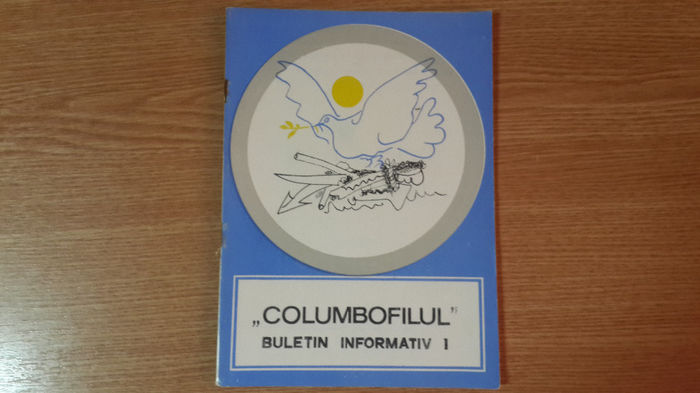 „COLUMBOFILUL”
BULETIN INFORMATIV 1